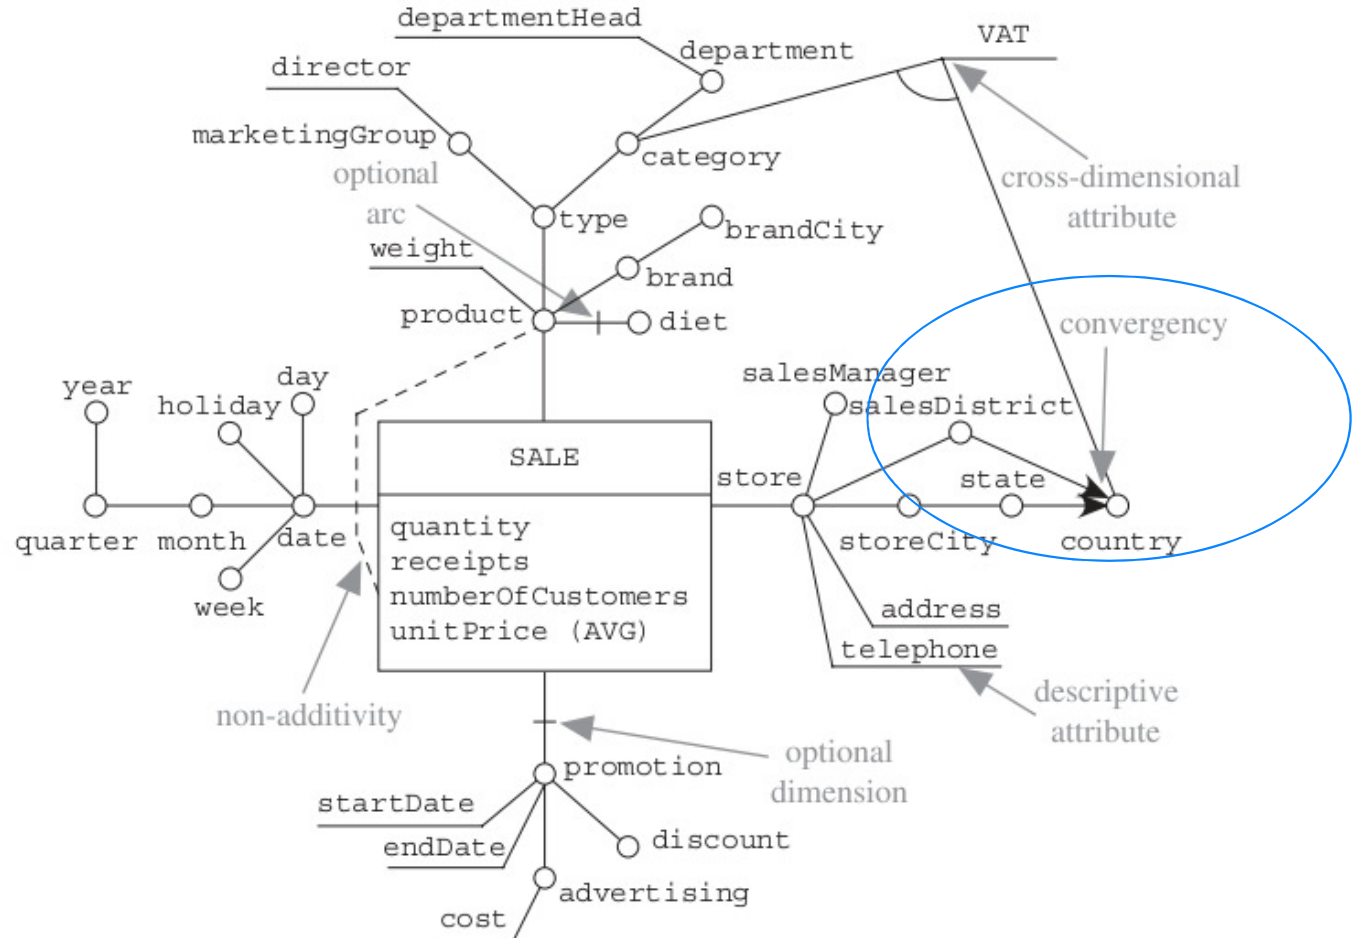 departmentHead
department
VAT
director
marketingGroup
category
optional
arc
cross-dimensional
attribute
type
brandCity
weight
brand
product
diet
convergency
year
holiday
day
salesManager
salesDistrict
SALE
store
state
quarter
month
date
storeCity
country
week
quantity
receipts
numberOfCustomers
unitPrice (AVG)
address
telephone
non-additivity
descriptive
attribute
optional
dimension
promotion
startDate
endDate
discount
advertising
cost